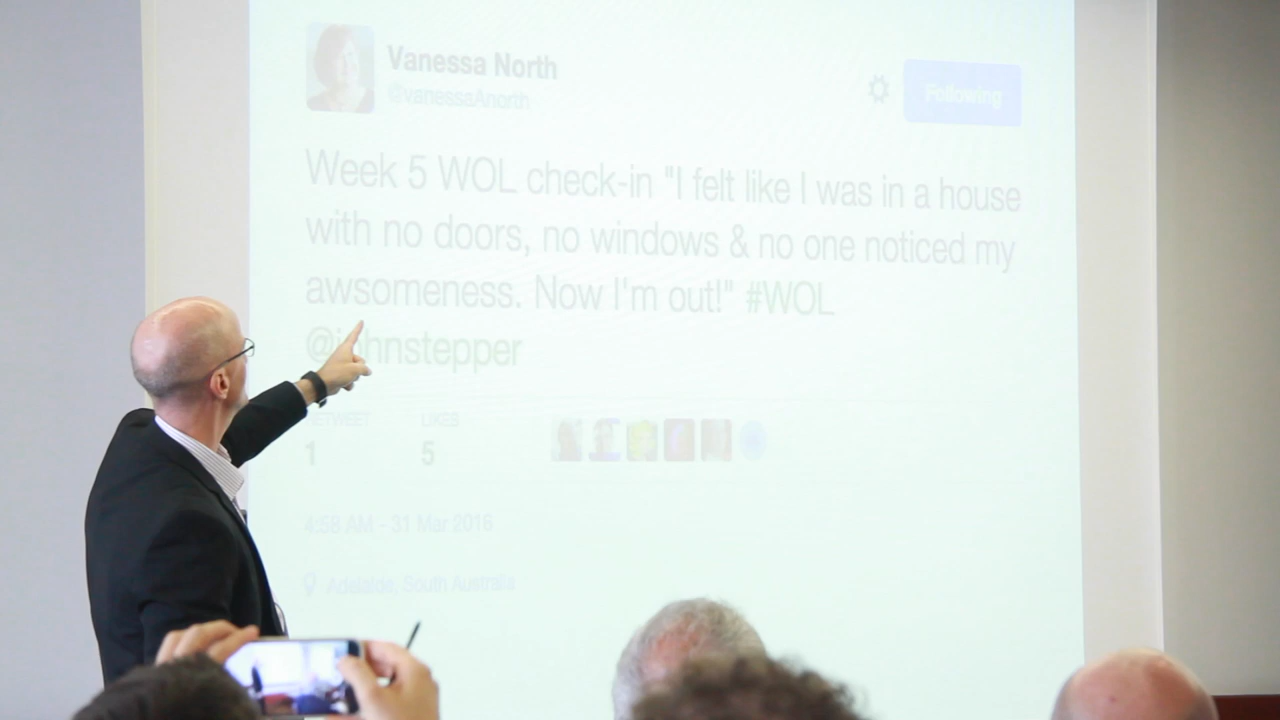 Vanessa North
@vanessaAnorth
Following
Week 5 WOL check-in "I felt like I was in a house
with no doors, no windows & no one noticed my
awsomeness. Now I'm out!" #WOL
@johnstepper
RETWEET LIKES
1 5
4:58 AM - 31 Mar 2016
Adelaide, South Australia